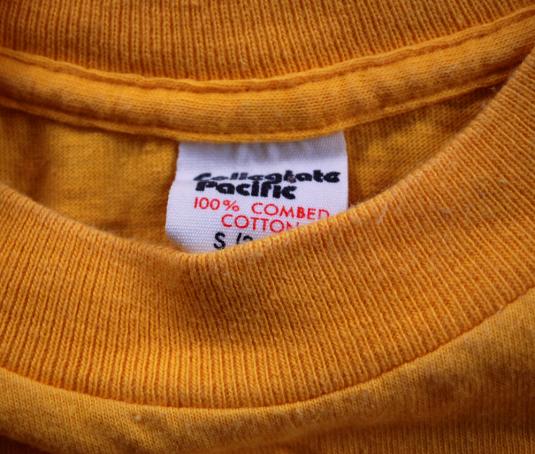 Collegiate
Pacific
100% COMBED
COTTON
S